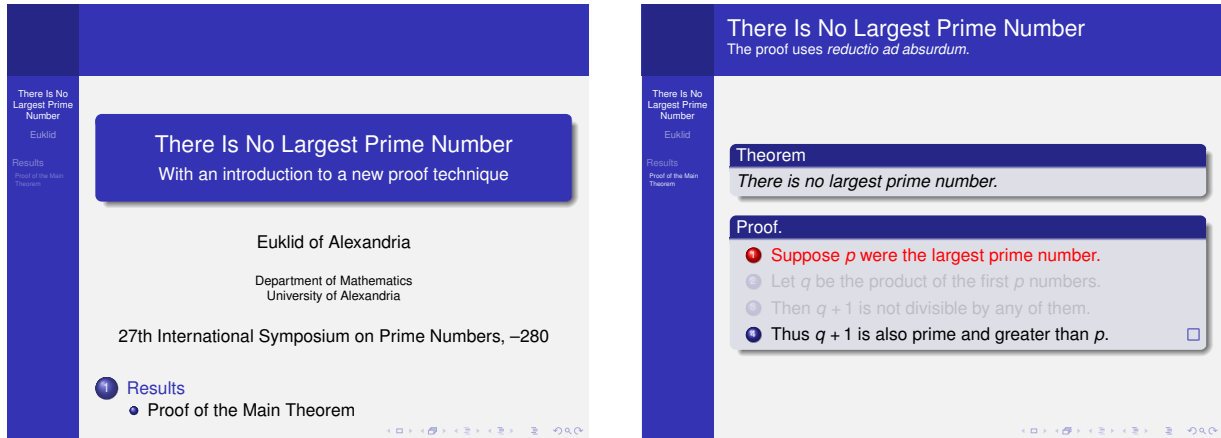 There Is No
Largest Prime
Number
Euklid
Results
Proof of the Main
Theorem
There Is No Largest Prime Number
With an introduction to a new proof technique
Euklid of Alexandria
Department of Mathematics
University of Alexandria
27th International Symposium on Prime Numbers, –280
1 Results
Proof of the Main Theorem
There Is No Largest Prime Number
The proof uses reductio ad absurdum.
There Is No
Largest Prime
Number
Euklid
Results
Proof of the Main
Theorem
Theorem
There is no largest prime number.
Proof.
1 Suppose p were the largest prime number.
2 Let q be the product of the first p numbers.
3 Then q + 1 is not divisible by any of them.
4 Thus q + 1 is also prime and greater than p. □